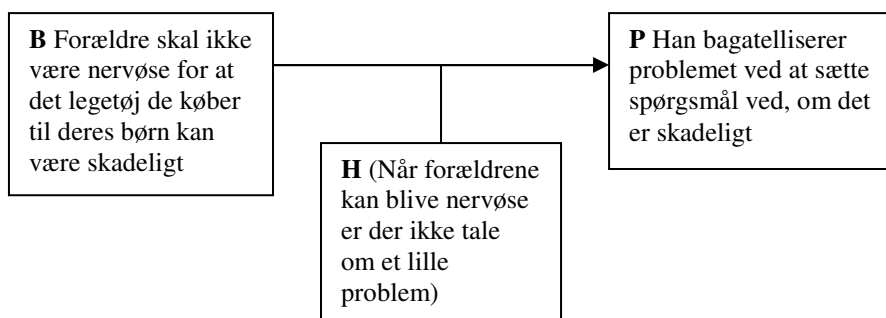 B Forældre skal ikke
være nervøse for at
det legetøj de køber
til deres børn kan
være skadeligt
P Han bagatelliserer
problemet ved at sætte
spørgsmål ved, om det
er skadeligt
H (Når forældrene
kan blive nervøse
er der ikke tale
om et lille
problem)